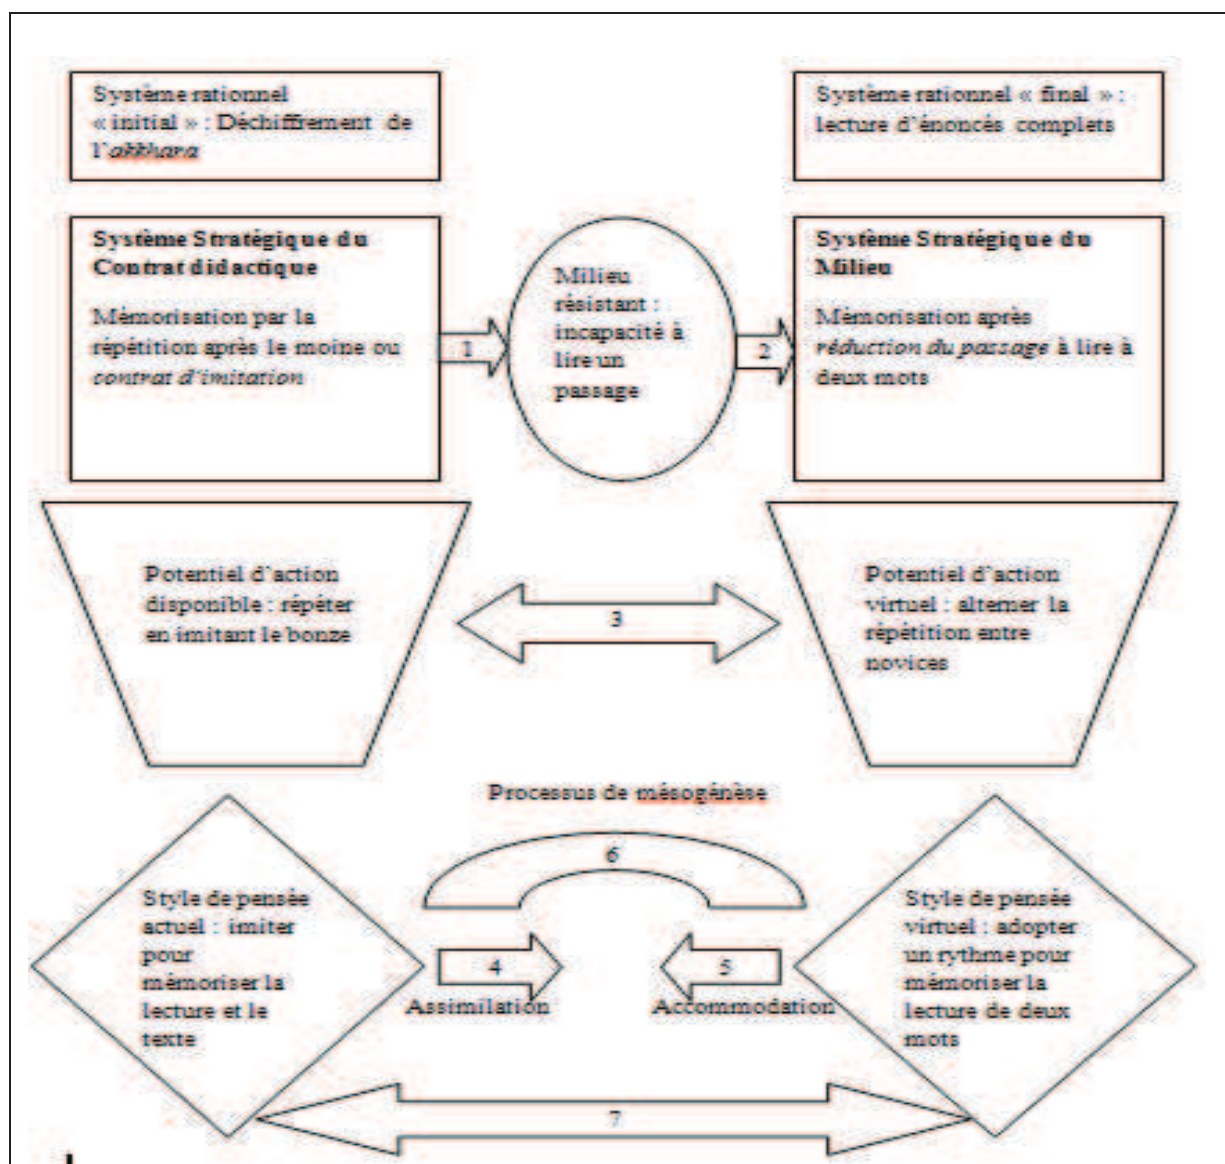 Système rationnel
« initial » : Déchiffrement de
l'akkhara
Système rationnel « final » :
lecture d'énoncés complets
Système Stratégique du
Contrat didactique
Mémorisation par la
répétition après le moine ou
contrat d'imitation
1
Milieu
résistant :
incapacité à
lire un
passage
2
Système Stratégique du
Milieu
Mémorisation après
réduction du passage à lire à
deux mots
Potentiel d'action
disponible : répéter
en imitant le bonze
3
Potentiel d'action
virtuel : alterner la
répétition entre
novices
Processus de mésogénèse
6
Style de pensée
actuel : imiter
pour
mémoriser la
lecture et le
texte
4
Assimilation
5
Accommodation
Style de pensée
virtuel : adopter
un rythme pour
mémoriser la
lecture de deux
mots
7